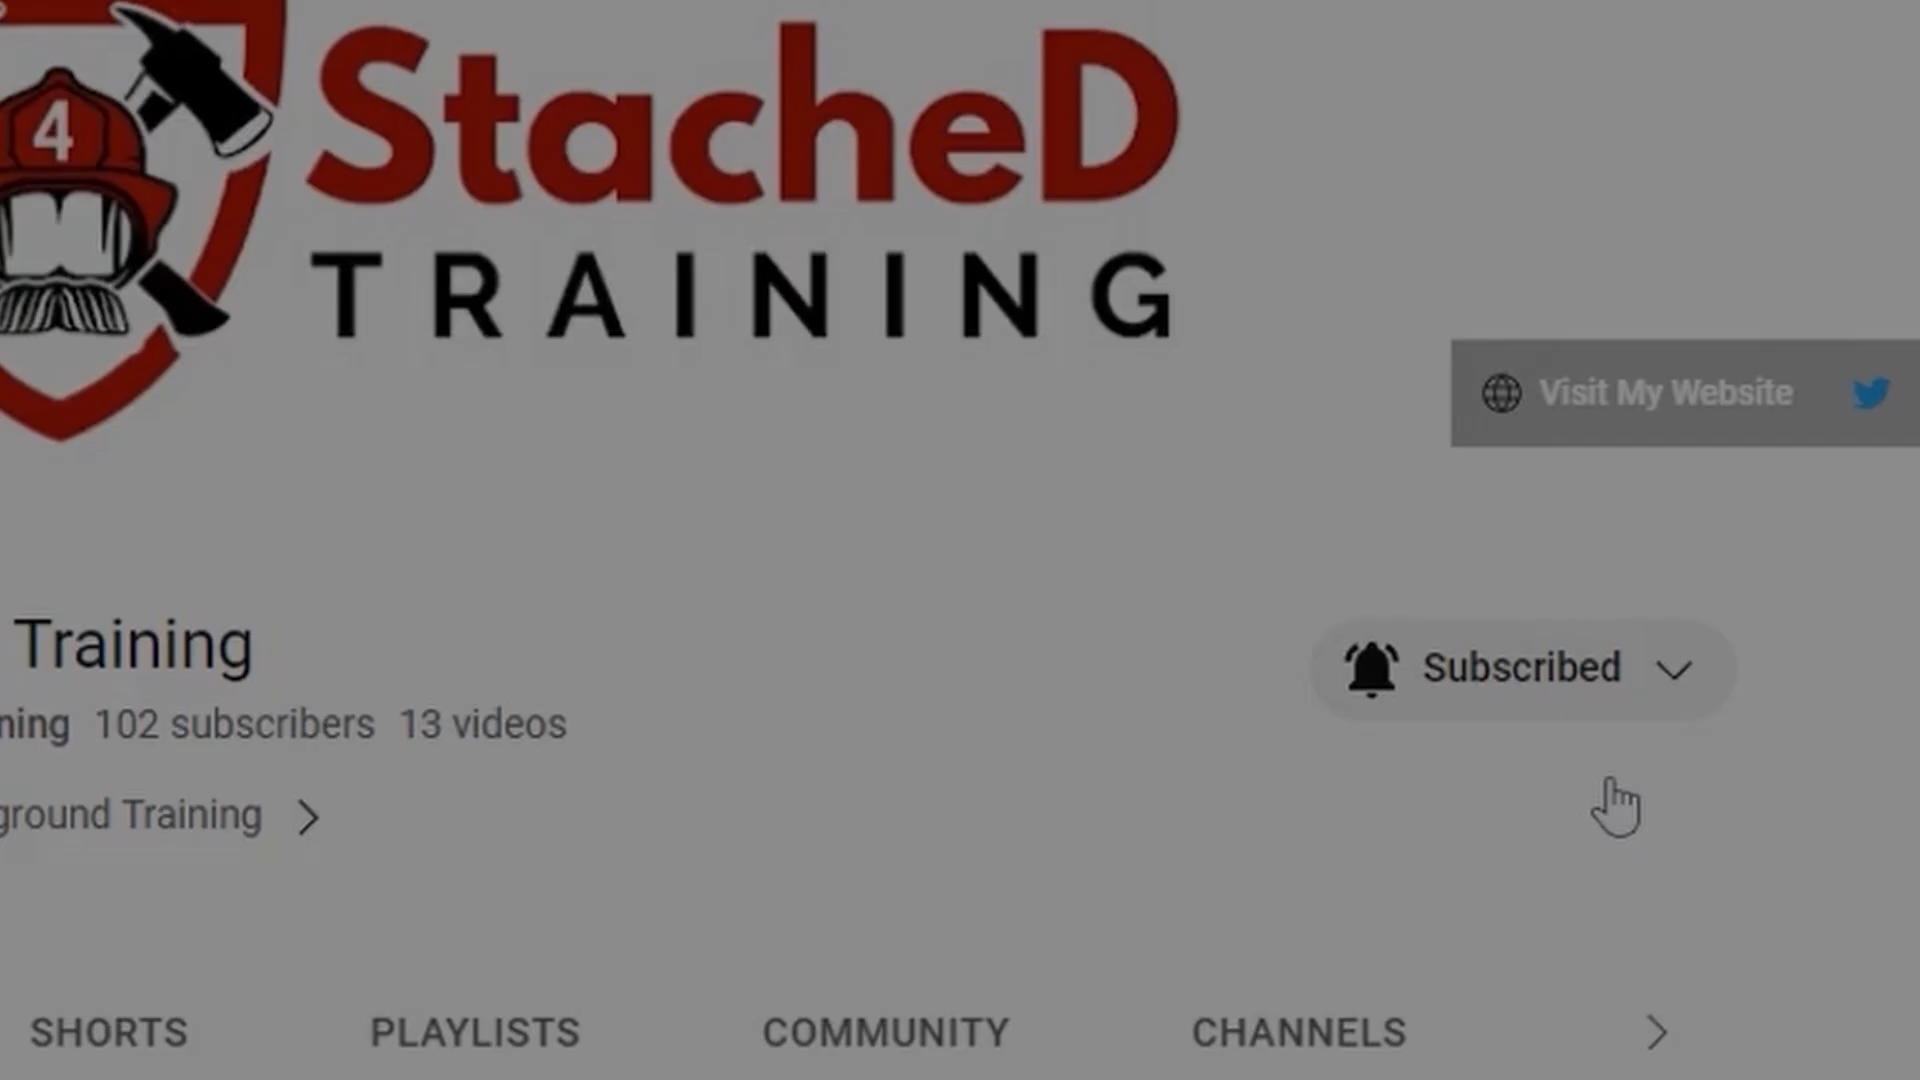 4
StacheD
TRAINING
Visit My Website
Training
ning 102 subscribers 13 videos
ground Training
Subscribed
SHORTS PLAYLISTS COMMUNITY CHANNELS